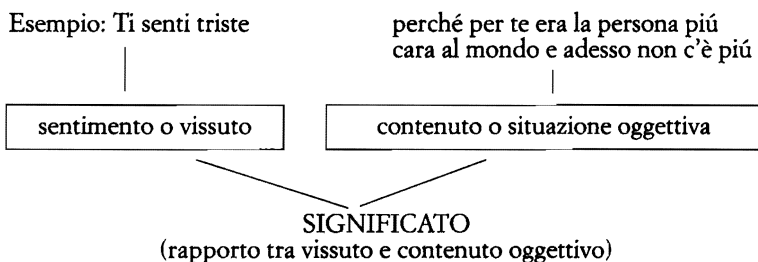 Esempio: Ti senti triste
perché per te era la persona piú
cara al mondo e adesso non c'è piú
sentimento o vissuto
contenuto o situazione oggettiva
SIGNIFICATO
(rapporto tra vissuto e contenuto oggettivo)